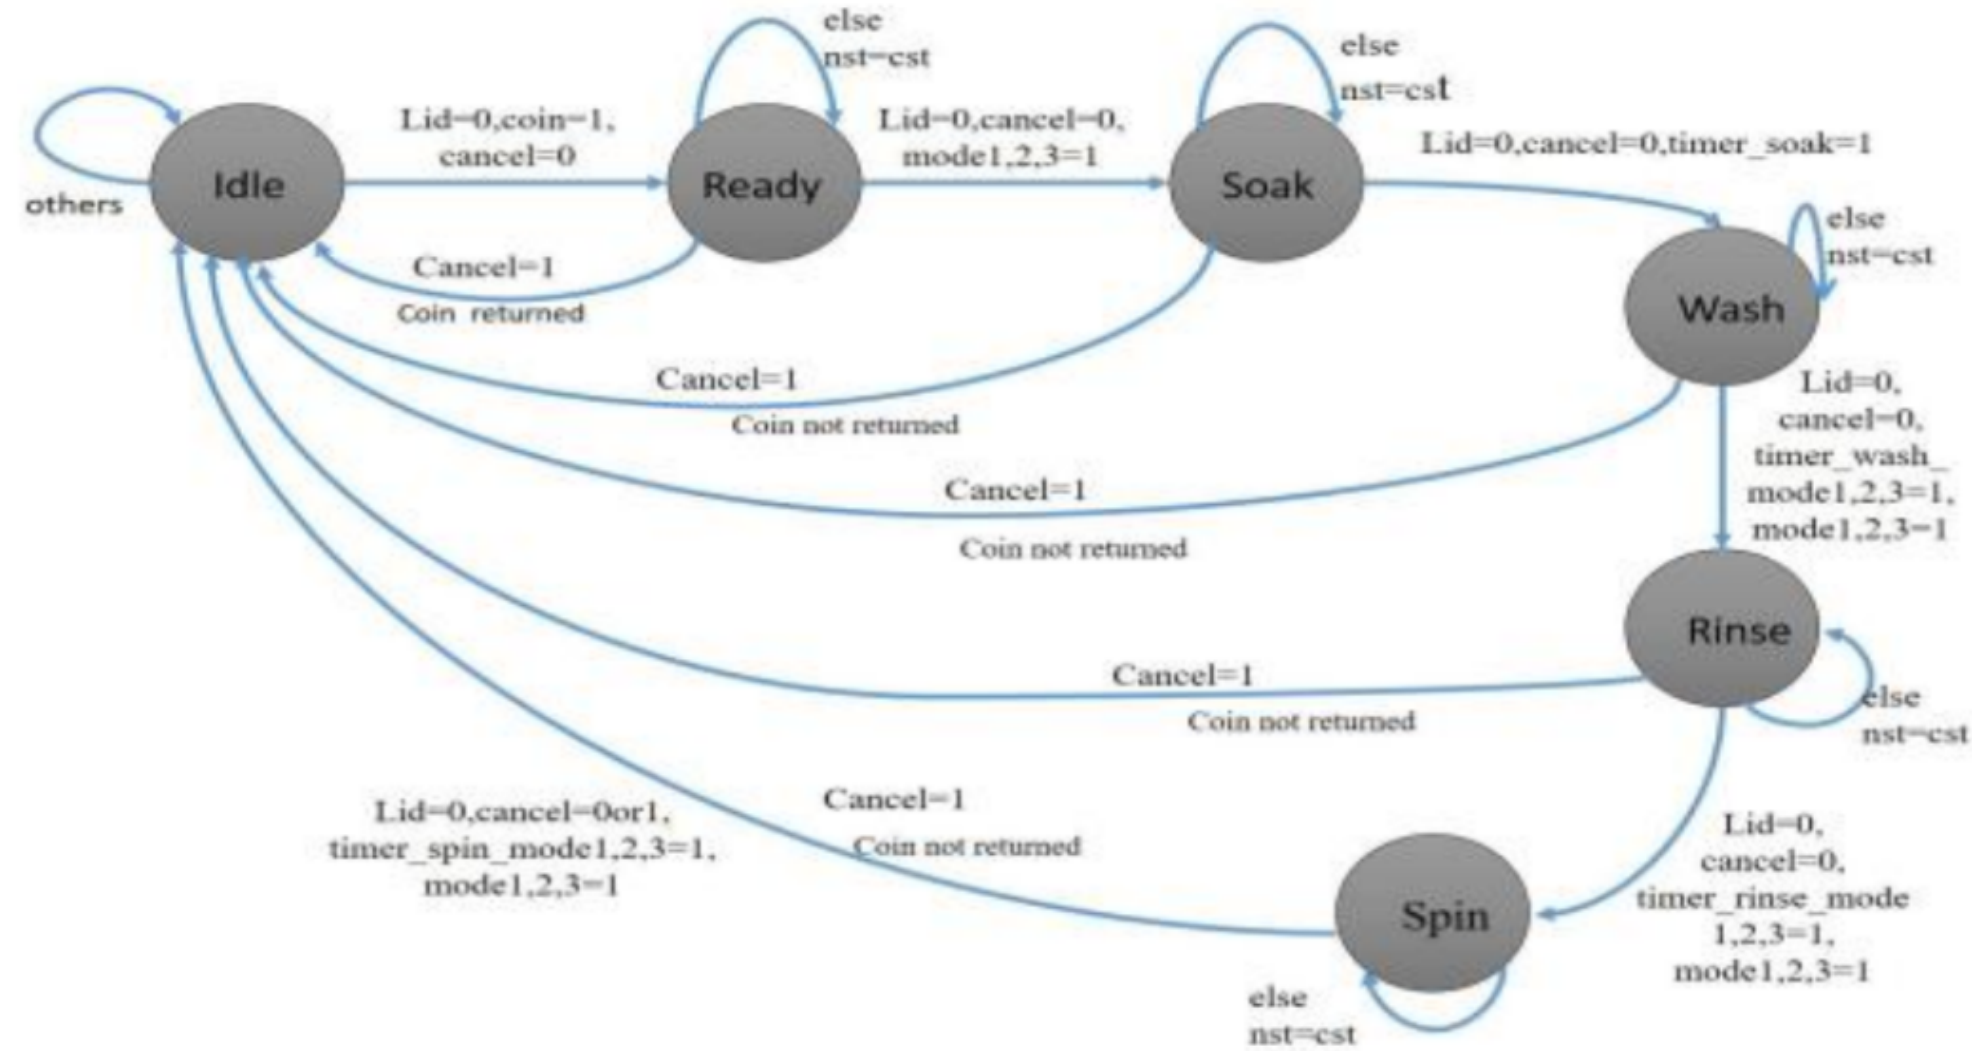 else
nst=cst
else
nst=cst
Lid=0,coin=1,
cancel=0
Lid=0,cancel=0,
mode1,2,3=1
Lid=0,cancel=0,timer_soak=1
Idle
Ready
Soak
others
else
nst=cst
Cancel=1
Coin returned
Wash
Cancel=1
Coin not returned
Lid=0,
cancel=0,
timer_wash_
mode1,2,3=1,
mode1,2,3=1
Cancel=1
Coin not returned
Rinse
Cancel=1
Coin not returned
else
nst=cst
Lid=0,cancel=0or1,
timer_spin_mode1,2,3=1,
mode1,2,3=1
Cancel=1
Coin not returned
Lid=0,
cancel=0,
timer_rinse_mode
1,2,3=1,
mode1,2,3=1
Spin
else
nst=cst